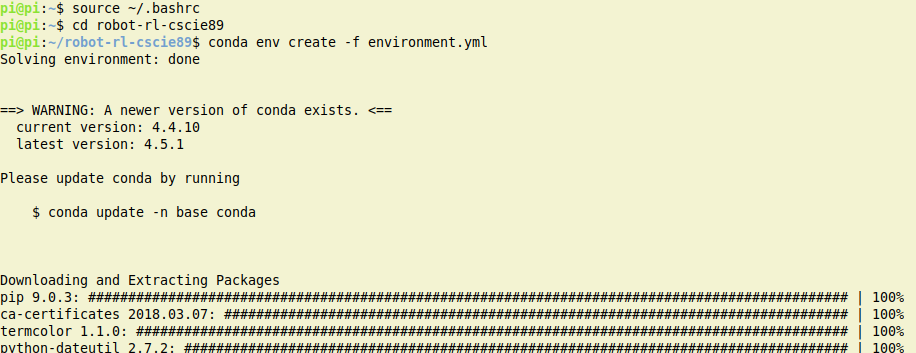 pi@pi:~$ source ~/.bashrc
pi@pi:~$ cd robot-rl-cscie89
pi@pi:~/robot-rl-cscie89$ conda env create -f environment.yml
Solving environment: done
==> WARNING: A newer version of conda exists. <==
  current version: 4.4.10
  latest version: 4.5.1
Please update conda by running
    $ conda update -n base conda
Downloading and Extracting Packages
pip 9.0.3: ############################################################################################### | 100%
ca-certificates 2018.03.07: ############################################################################## | 100%
termcolor 1.1.0: ######################################################################################### | 100%
python-dateutil 2.7.2: ################################################################################### | 100%